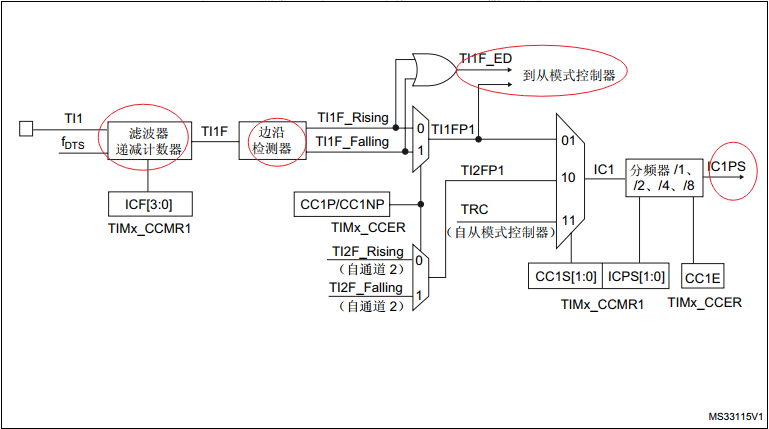 TI1F_ED
到从模式控制器
TI1
fDTS
滤波器
递减计数器
TI1F
边沿
检测器
TI1F_Rising
TI1F_Falling
0
1
TI1FP1
01
TI2FP1
10
IC1
分频器 /1、
/2、/4、/8
IC1PS
ICF[3:0]
TIMx_CCMR1
CC1P/CC1NP
TIMx_CCER
TRC
11
(自从模式控制器)
TI2F_Rising
(自通道 2)
0
TI2F_Falling
1
(自通道 2)
CC1S[1:0]
ICPS[1:0]
CC1E
TIMx_CCMR1
TIMx_CCER
MS33115V1